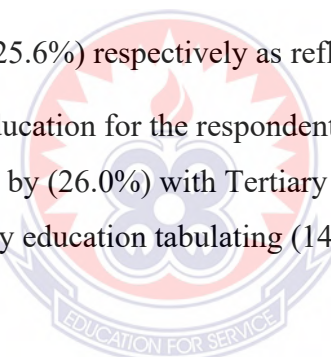 25.6%) respectively as refl
ducation for the respondent
by (26.0%) with Tertiary
y education tabulating (14
EDUCATION FOR SERVICE